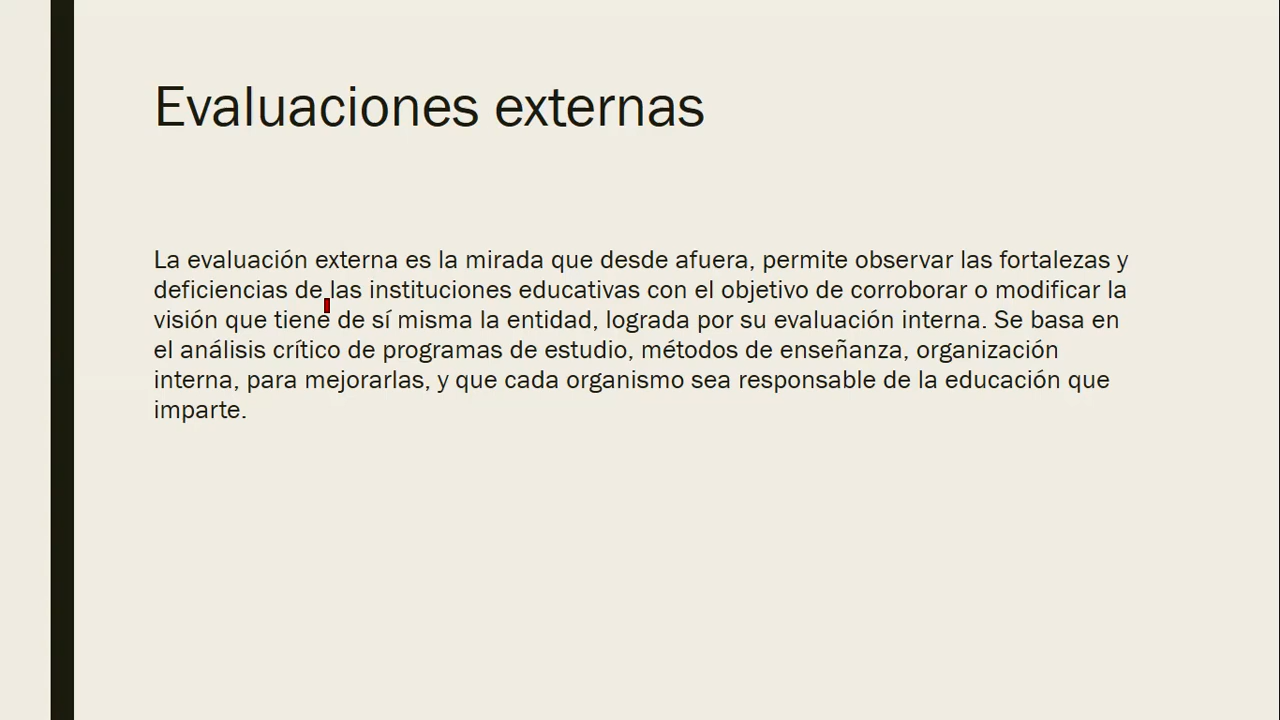 Evaluaciones externas
La evaluación externa es la mirada que desde afuera, permite observar las fortalezas y
deficiencias de las instituciones educativas con el objetivo de corroborar o modificar la
visión que tiene de sí misma la entidad, lograda por su evaluación interna. Se basa en
el análisis crítico de programas de estudio, métodos de enseñanza, organización
interna, para mejorarlas, y que cada organismo sea responsable de la educación que
imparte.